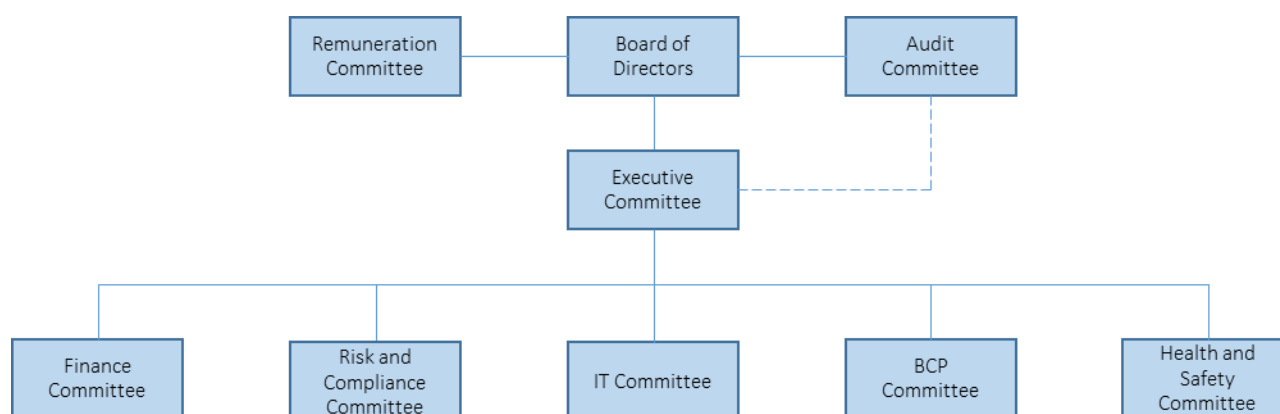 Remuneration
Committee
Board of
Directors
Audit
Committee
Executive
Committee
Finance
Committee
Risk and
Compliance
Committee
IT Committee
BCP
Committee
Health and
Safety
Committee